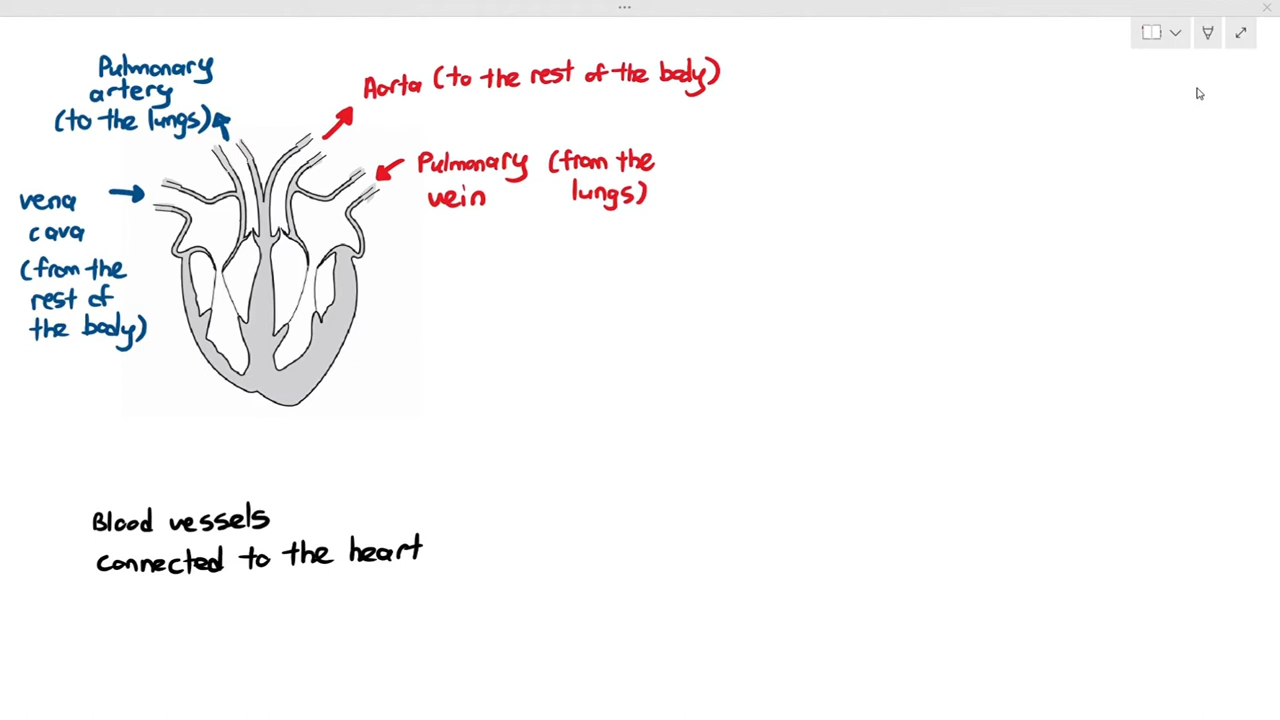 Pulmonary
artery
(to the lungs)
Aorta (to the rest of the body)
Pulmonary (from the
vein lungs)
vena
cava
(from the
rest of
the body)
Blood vessels
connected to the heart